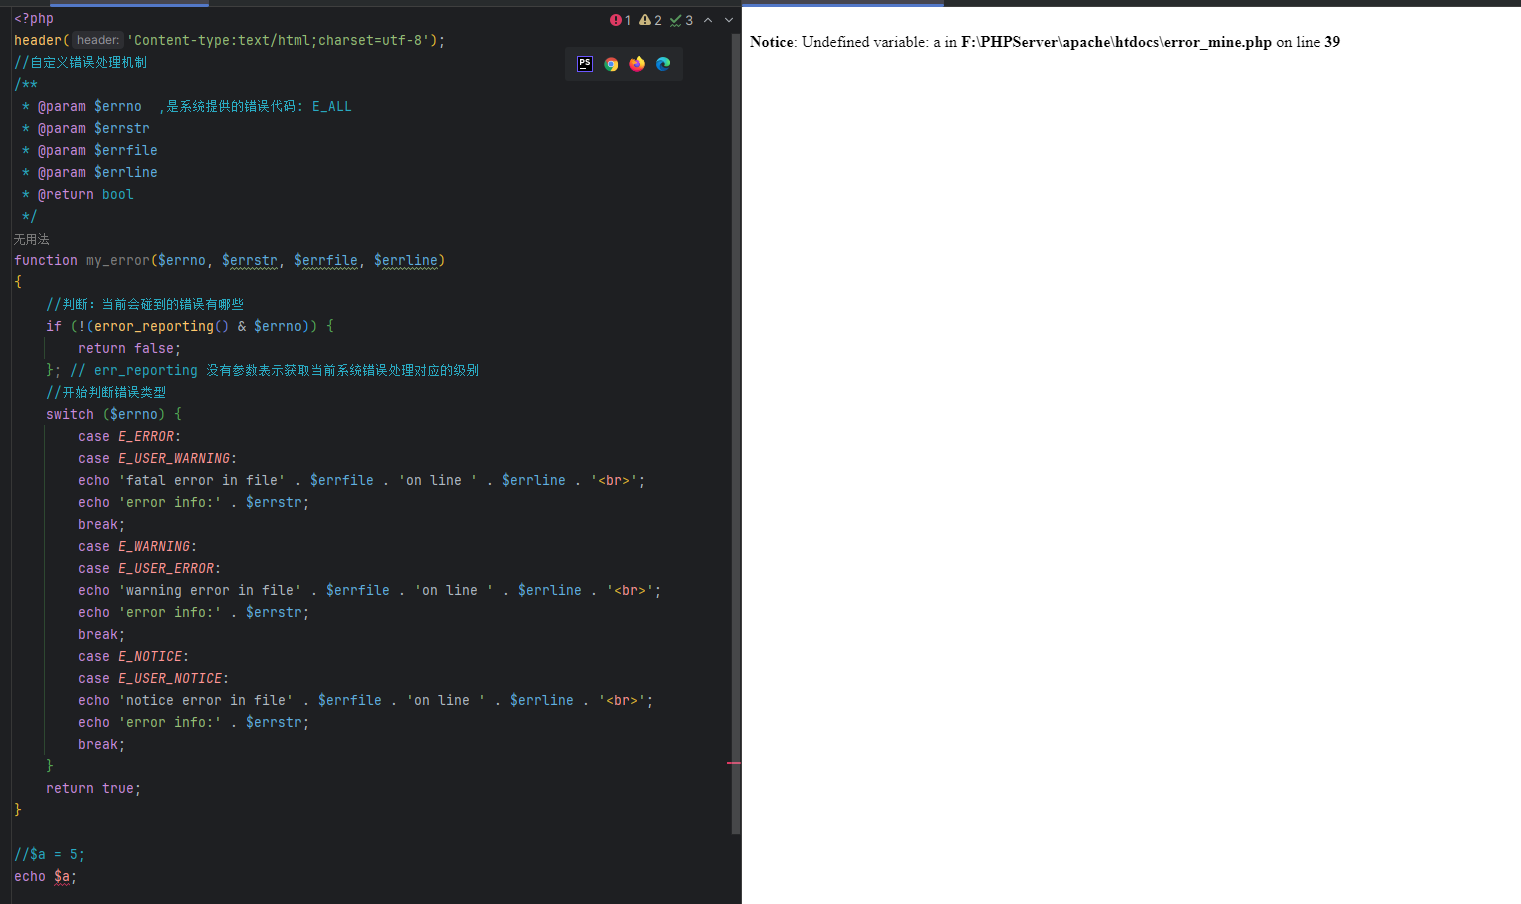 <?php
header( header: 'Content-type:text/html;charset=utf-8');
//自定义错误处理机制
/**
* @param $errno  ,是系统提供的错误代码: E_ALL
* @param $errstr
* @param $errfile
* @param $errline
* @return bool
*/
无用法
function my_error($errno, $errstr, $errfile, $errline)
{
//判断: 当前会碰到的错误有哪些
if (!(error_reporting() & $errno)) {
return false;
}; // err_reporting 没有参数表示获取当前系统错误处理对应的级别
//开始判断错误类型
switch ($errno) {
case E_ERROR:
case E_USER_WARNING:
echo 'fatal error in file' . $errfile . 'on line ' . $errline . '<br>';
echo 'error info:' . $errstr;
break;
case E_WARNING:
case E_USER_ERROR:
echo 'warning error in file' . $errfile . 'on line ' . $errline . '<br>';
echo 'error info:' . $errstr;
break;
case E_NOTICE:
case E_USER_NOTICE:
echo 'notice error in file' . $errfile . 'on line ' . $errline . '<br>';
echo 'error info:' . $errstr;
break;
}
return true;
}
//$a = 5;
echo $a;
1 2 3
PS
Notice: Undefined variable: a in F:\PHPServer\apache\htdocs\error_mine.php on line 39